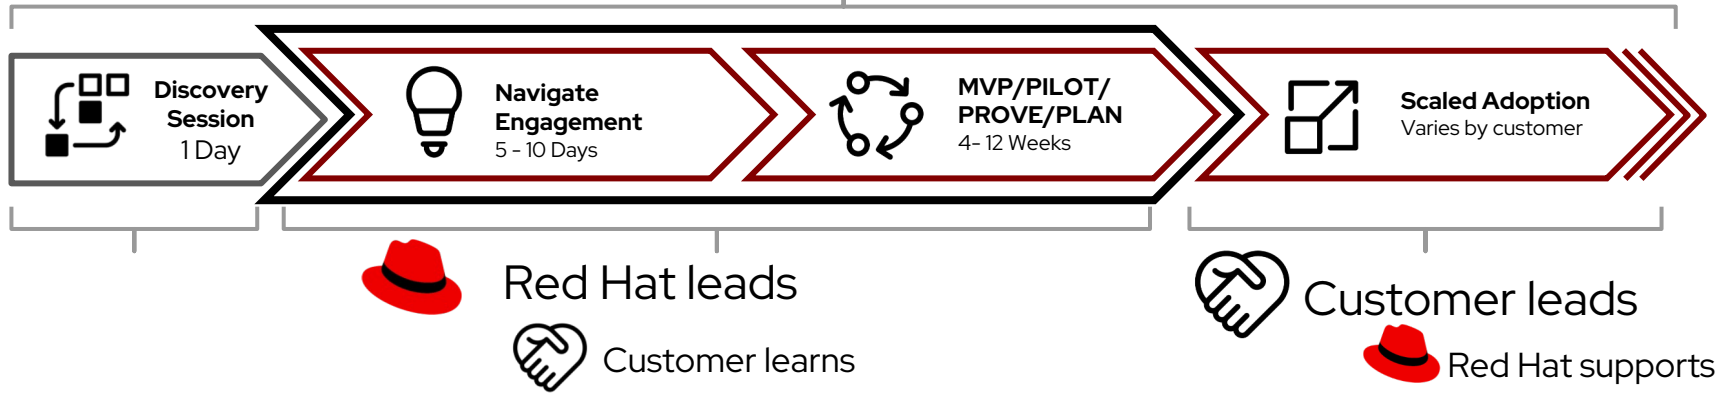 Discovery
Session
1 Day
Navigate
Engagement
5 - 10 Days
MVP/PILOT/
PROVE/PLAN
4- 12 Weeks
Scaled Adoption
Varies by customer
Red Hat leads
Customer learns
Customer leads
Red Hat supports